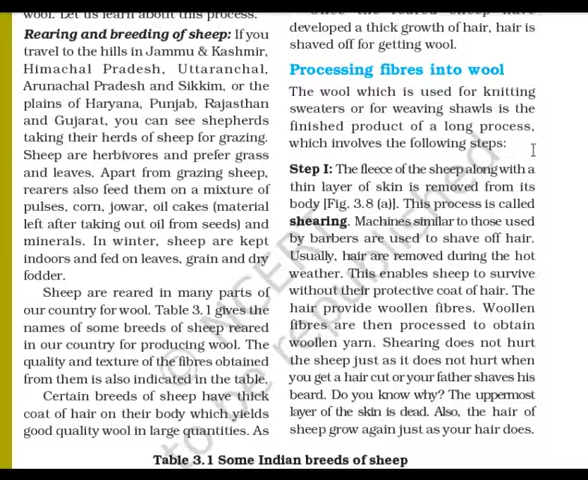 wool. Let us learn about this process.
Rearing and breeding of sheep: If you
travel to the hills in Jammu & Kashmir,
Himachal Pradesh, Uttaranchal,
Arunachal Pradesh and Sikkim, or the
plains of Haryana, Punjab, Rajasthan
and Gujarat, you can see shepherds
taking their herds of sheep for grazing.
Sheep are herbivores and prefer grass
and leaves. Apart from grazing sheep,
rearers also feed them on a mixture of
pulses, corn, jowar, oil cakes (material
left after taking out oil from seeds) and
minerals. In winter, sheep are kept
indoors and fed on leaves, grain and dry
fodder.
Sheep are reared in many parts of
our country for wool. Table 3.1 gives the
names of some breeds of sheep reared
in our country for producing wool. The
quality and texture of the fibres obtained
from them is also indicated in the table.
Certain breeds of sheep have thick
coat of hair on their body which yields
good quality wool in large quantities. As
the reared sheep have
developed a thick growth of hair, hair is
shaved off for getting wool.
Processing fibres into wool
The wool which is used for knitting
sweaters or for weaving shawls is the
finished product of a long process,
which involves the following steps:
Step I: The fleece of the sheep along with a
thin layer of skin is removed from its
body [Fig. 3.8 (a)]. This process is called
shearing. Machines similar to those used
by barbers are used to shave off hair.
Usually, hair are removed during the hot
weather. This enables sheep to survive
without their protective coat of hair. The
hair provide woollen fibres. Woollen
fibres are then processed to obtain
woollen yarn. Shearing does not hurt
the sheep just as it does not hurt when
you get a hair cut or your father shaves his
beard. Do you know why? The uppermost
layer of the skin is dead. Also, the hair of
sheep grow again just as your hair does.
Table 3.1 Some Indian breeds of sheep
© NCERT
to be republished